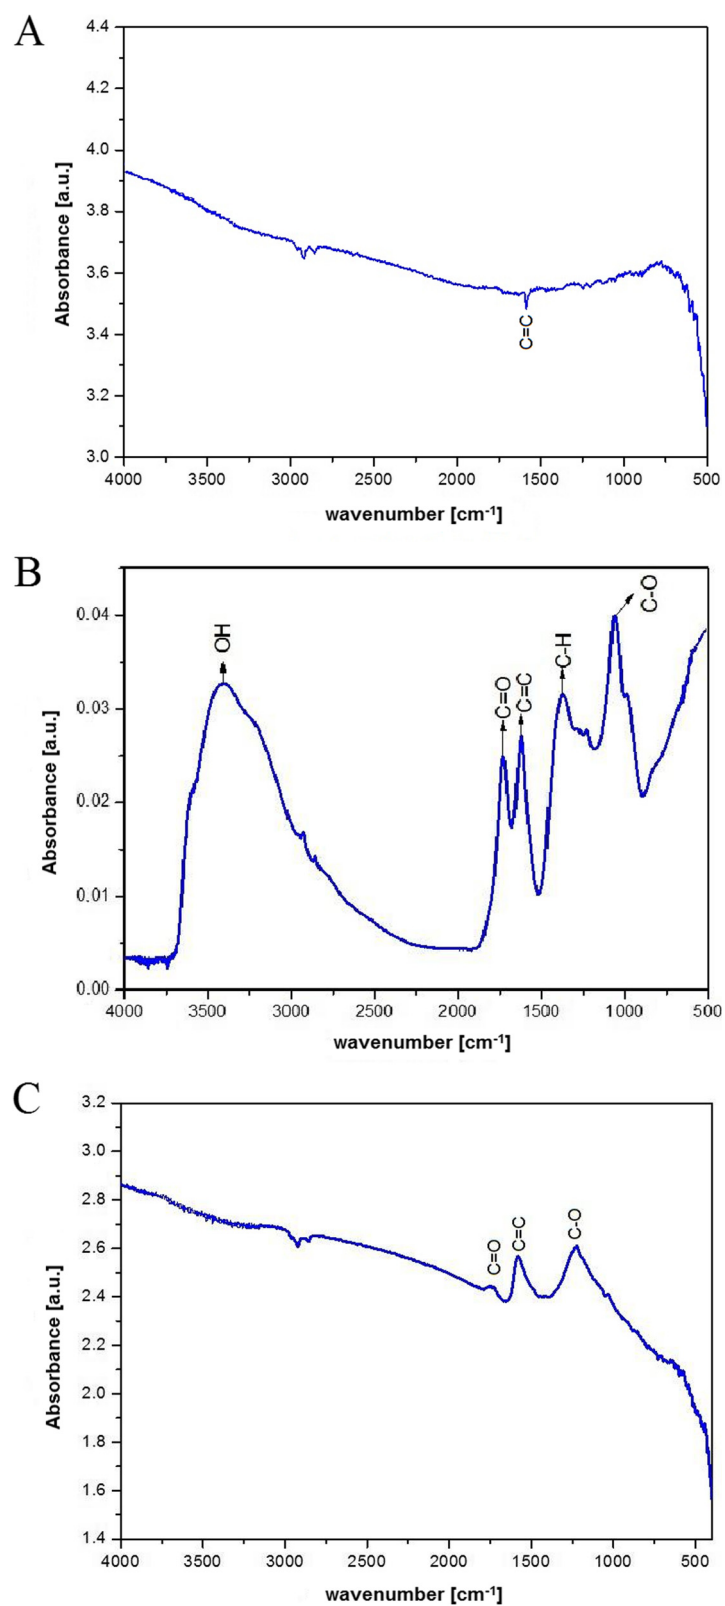 A
Absorbance [a.u.]
4.4
4.2
4.0
3.8
3.6
3.4
3.2
3.0
C=C
4000 3500 3000 2500 2000 1500 1000 500
wavenumber [cm-1]
B
Absorbance [a.u.]
0.04
0.03
0.02
0.01
0.00
OH
C=O
C=C
C-H
C-O
4000 3500 3000 2500 2000 1500 1000 500
wavenumber [cm-1]
C
Absorbance [a.u.]
3.2
3.0
2.8
2.6
2.4
2.2
2.0
1.8
1.6
1.4
C=O
C=C
C-O
4000 3500 3000 2500 2000 1500 1000 500
wavenumber [cm-1]